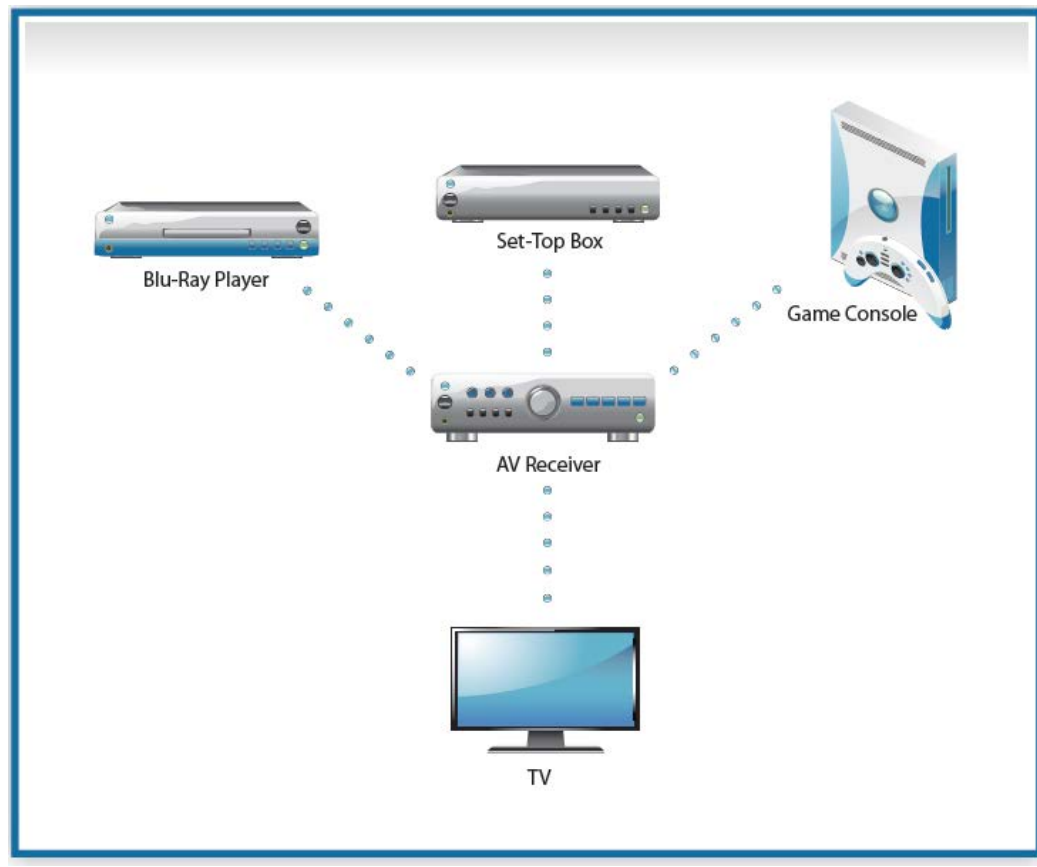 Set-Top Box
Blu-Ray Player
Game Console
AV Receiver
TV